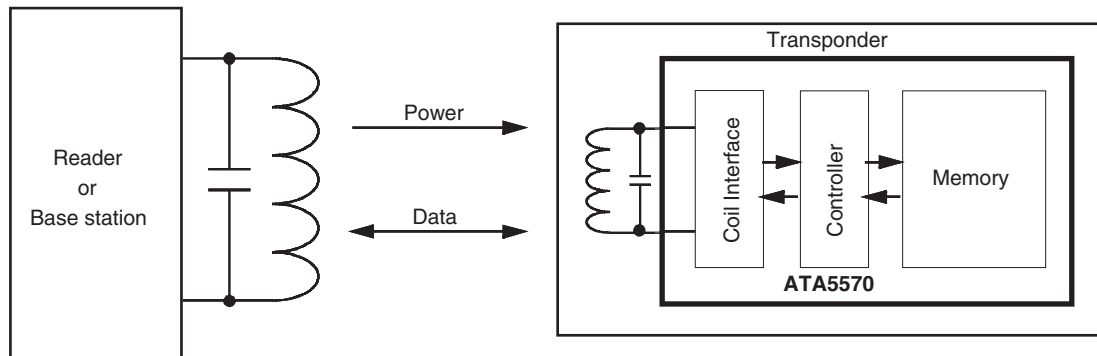 Reader
or
Base station
Power
Data
Transponder
Coil Interface
Controller
Memory
ATA5570